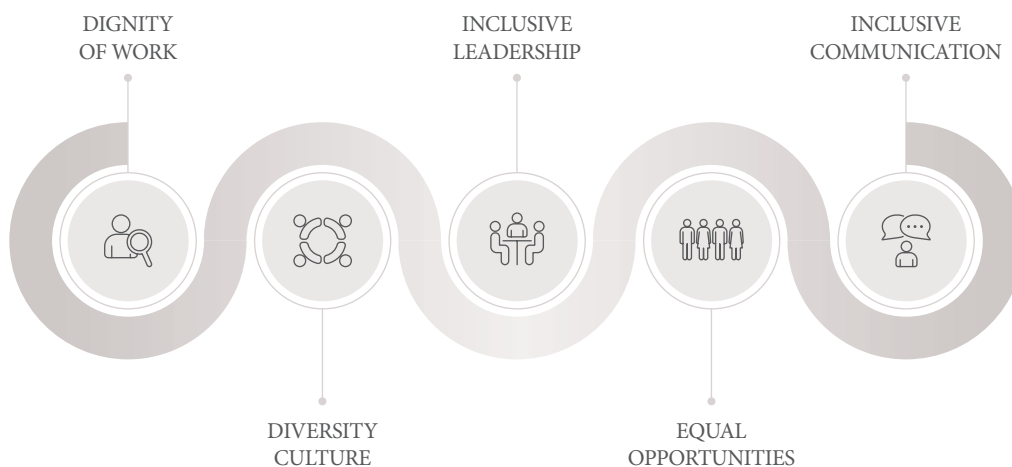 DIGNITY
OF WORK
INCLUSIVE
LEADERSHIP
INCLUSIVE
COMMUNICATION
DIVERSITY
CULTURE
EQUAL
OPPORTUNITIES